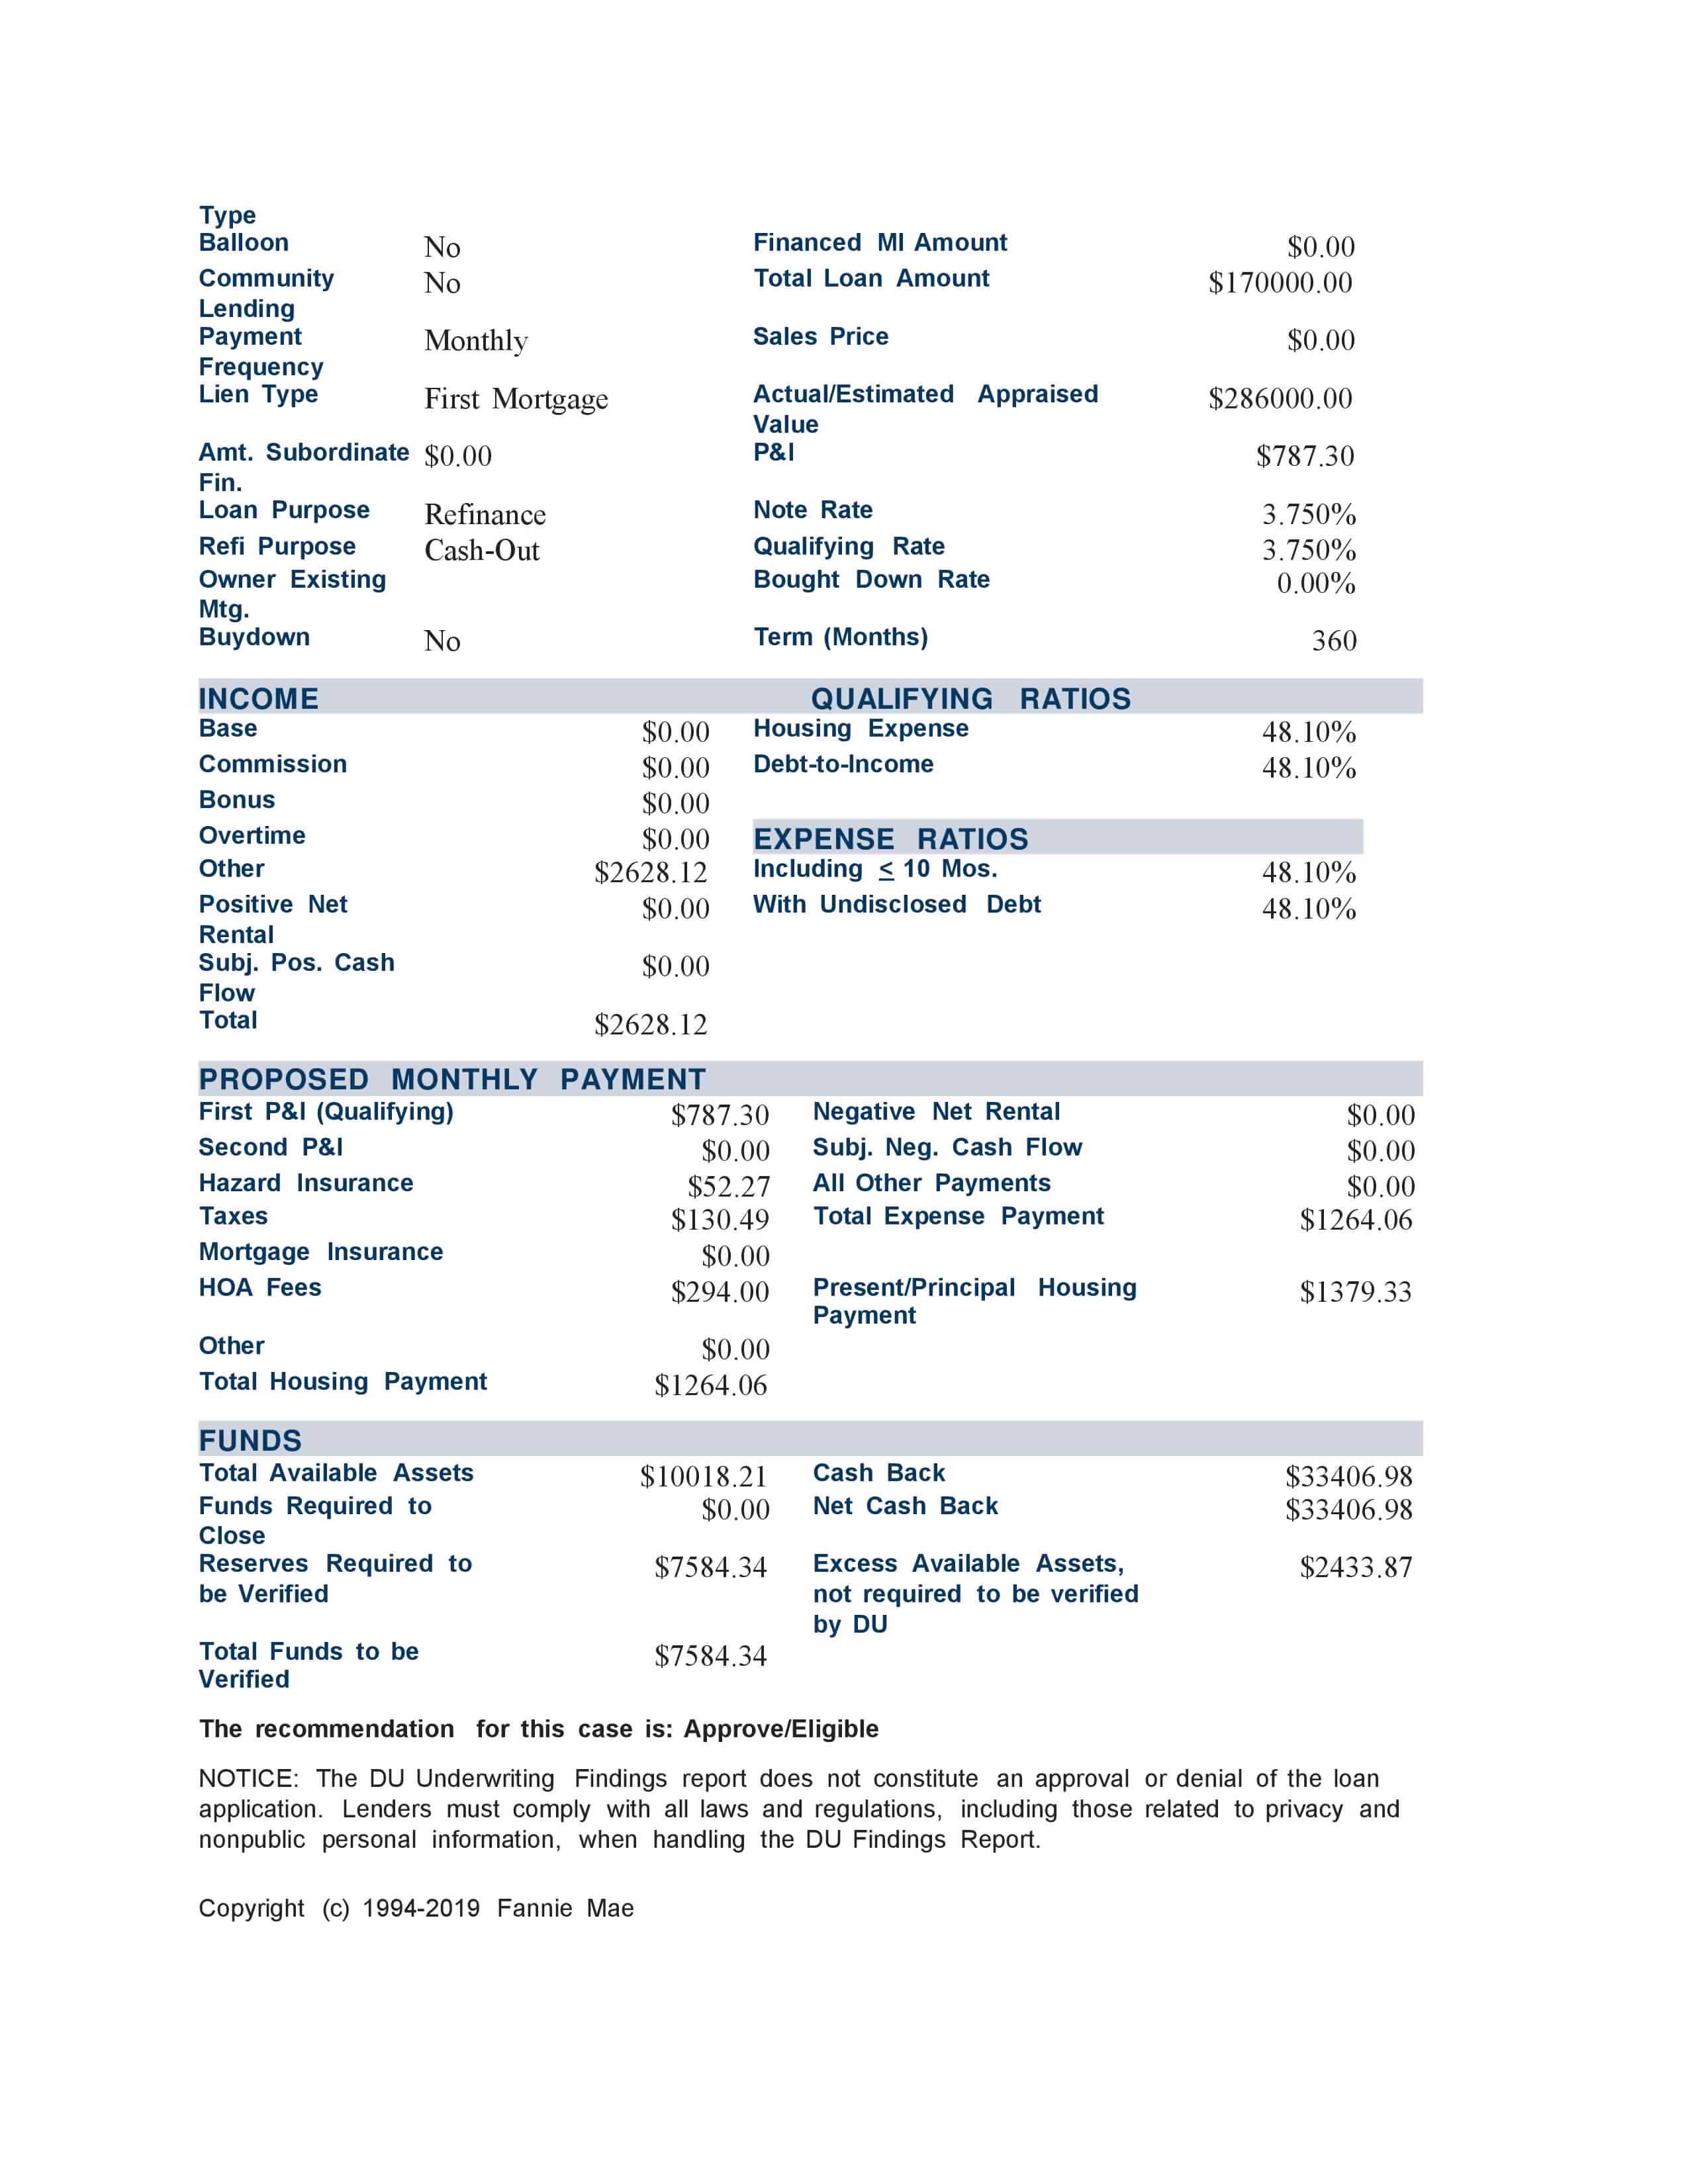 Type
Balloon No Financed MI Amount $0.00
Community No Total Loan Amount $170000.00
Lending
Payment Monthly Sales Price $0.00
Frequency
Lien Type First Mortgage Actual/Estimated Appraised $286000.00
Value
Amt. Subordinate $0.00 P&I $787.30
Fin.
Loan Purpose Refinance Note Rate 3.750%
Refi Purpose Cash-Out Qualifying Rate 3.750%
Owner Existing Bought Down Rate 0.00%
Mtg.
Buydown No Term (Months) 360
INCOME QUALIFYING RATIOS
Base $0.00 Housing Expense 48.10%
Commission $0.00 Debt-to-Income 48.10%
Bonus $0.00
Overtime $0.00 EXPENSE RATIOS
Other $2628.12 Including ≤ 10 Mos. 48.10%
Positive Net $0.00 With Undisclosed Debt 48.10%
Rental
Subj. Pos. Cash $0.00
Flow
Total $2628.12
PROPOSED MONTHLY PAYMENT
First P&I (Qualifying) $787.30 Negative Net Rental $0.00
Second P&I $0.00 Subj. Neg. Cash Flow $0.00
Hazard Insurance $52.27 All Other Payments $0.00
Taxes $130.49 Total Expense Payment $1264.06
Mortgage Insurance $0.00
HOA Fees $294.00 Present/Principal Housing $1379.33
Payment
Other $0.00
Total Housing Payment $1264.06
FUNDS
Total Available Assets $10018.21 Cash Back $33406.98
Funds Required to $0.00 Net Cash Back $33406.98
Close
Reserves Required to $7584.34 Excess Available Assets, $2433.87
be Verified not required to be verified
by DU
Total Funds to be $7584.34
Verified
The recommendation for this case is: Approve/Eligible
NOTICE: The DU Underwriting Findings report does not constitute an approval or denial of the loan
application. Lenders must comply with all laws and regulations, including those related to privacy and
nonpublic personal information, when handling the DU Findings Report.
Copyright (c) 1994-2019 Fannie Mae